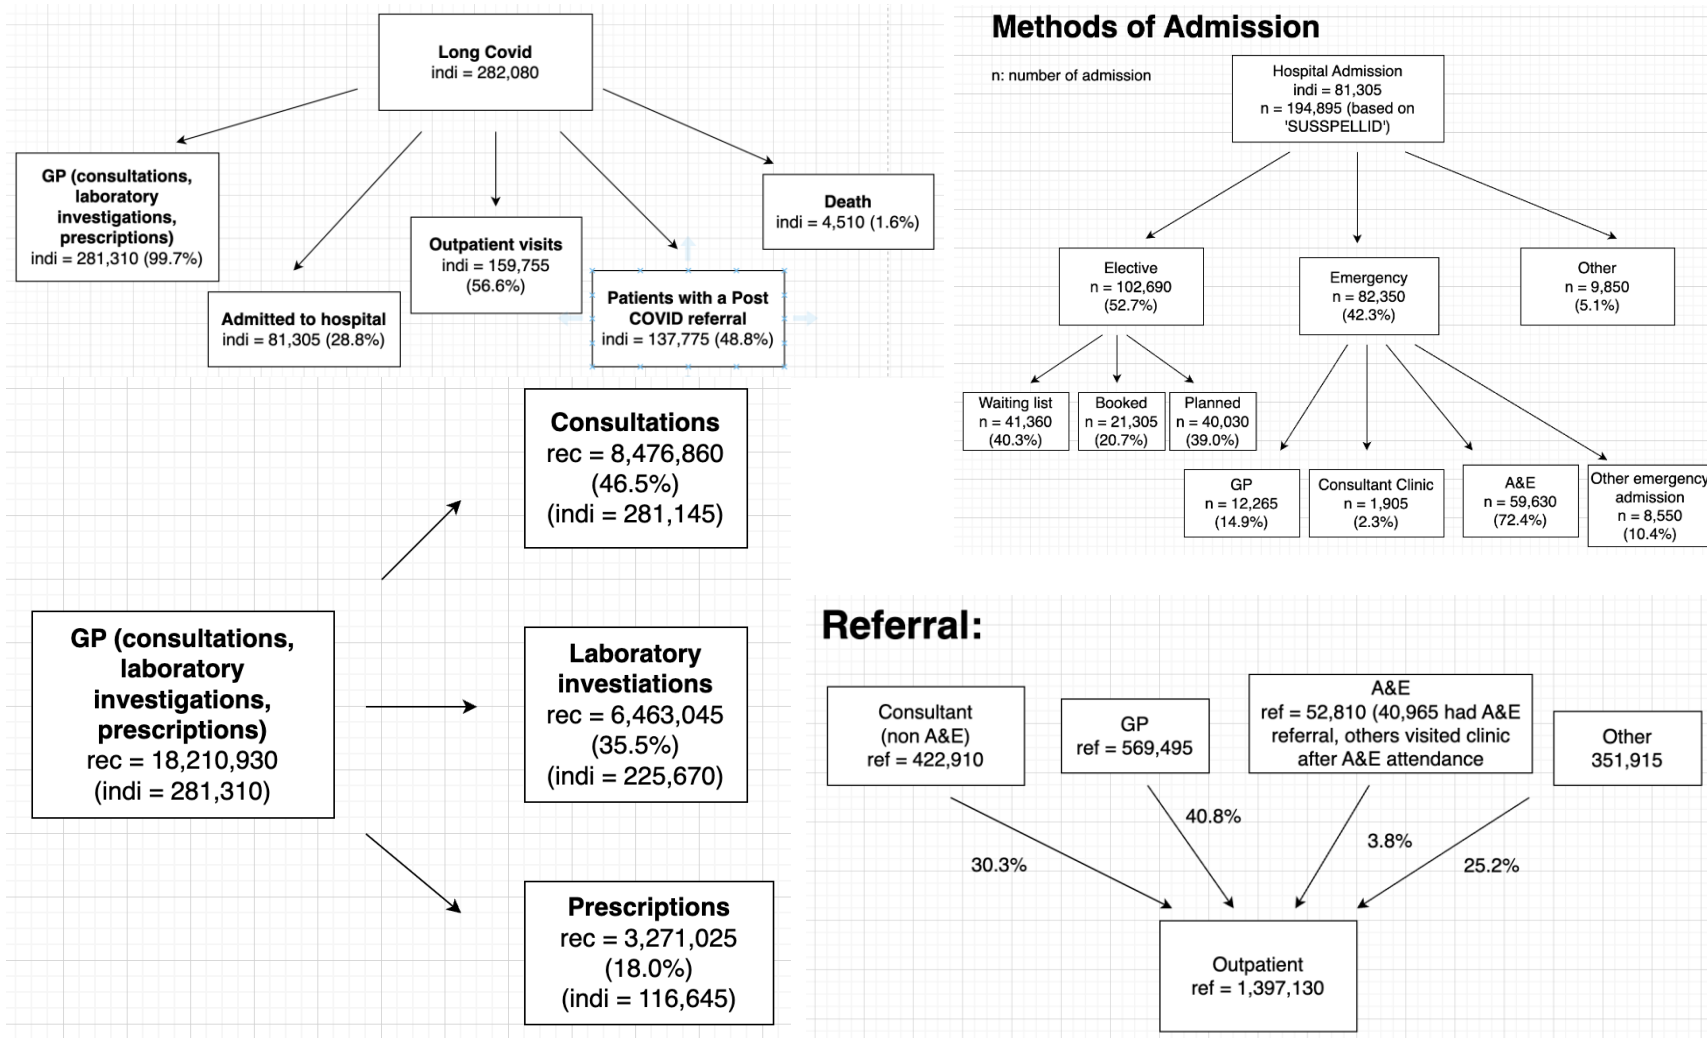 Long Covid
indi = 282,080
GP (consultations,
laboratory
investigations,
prescriptions)
indi = 281,310 (99.7%)
Admitted to hospital
indi = 81,305 (28.8%)
Outpatient visits
indi = 159,755
(56.6%)
Patients with a Post
COVID referral
indi = 137,775 (48.8%)
Death
indi = 4,510 (1.6%)
Methods of Admission
n: number of admission
Hospital Admission
indi = 81,305
n = 194,895 (based on
'SUSSPELLID')
Elective
n = 102,690
(52.7%)
Emergency
n = 82,350
(42.3%)
Other
n = 9,850
(5.1%)
Waiting list
n = 41,360
(40.3%)
Booked
n = 21,305
(20.7%)
Planned
n = 40,030
(39.0%)
GP
n = 12,265
(14.9%)
Consultant Clinic
n = 1,905
(2.3%)
A&E
n = 59,630
(72.4%)
Other emergency
admission
n = 8,550
(10.4%)
GP (consultations,
laboratory
investigations,
prescriptions)
rec = 18,210,930
(indi = 281,310)
Consultations
rec = 8,476,860
(46.5%)
(indi = 281,145)
Laboratory
investiations
rec = 6,463,045
(35.5%)
(indi = 225,670)
Prescriptions
rec = 3,271,025
(18.0%)
(indi = 116,645)
Referral:
Consultant
(non A&E)
ref = 422,910
GP
ref = 569,495
A&E
ref = 52,810 (40,965 had A&E
referral, others visited clinic
after A&E attendance
Other
351,915
30.3%
40.8%
3.8%
25.2%
Outpatient
ref = 1,397,130